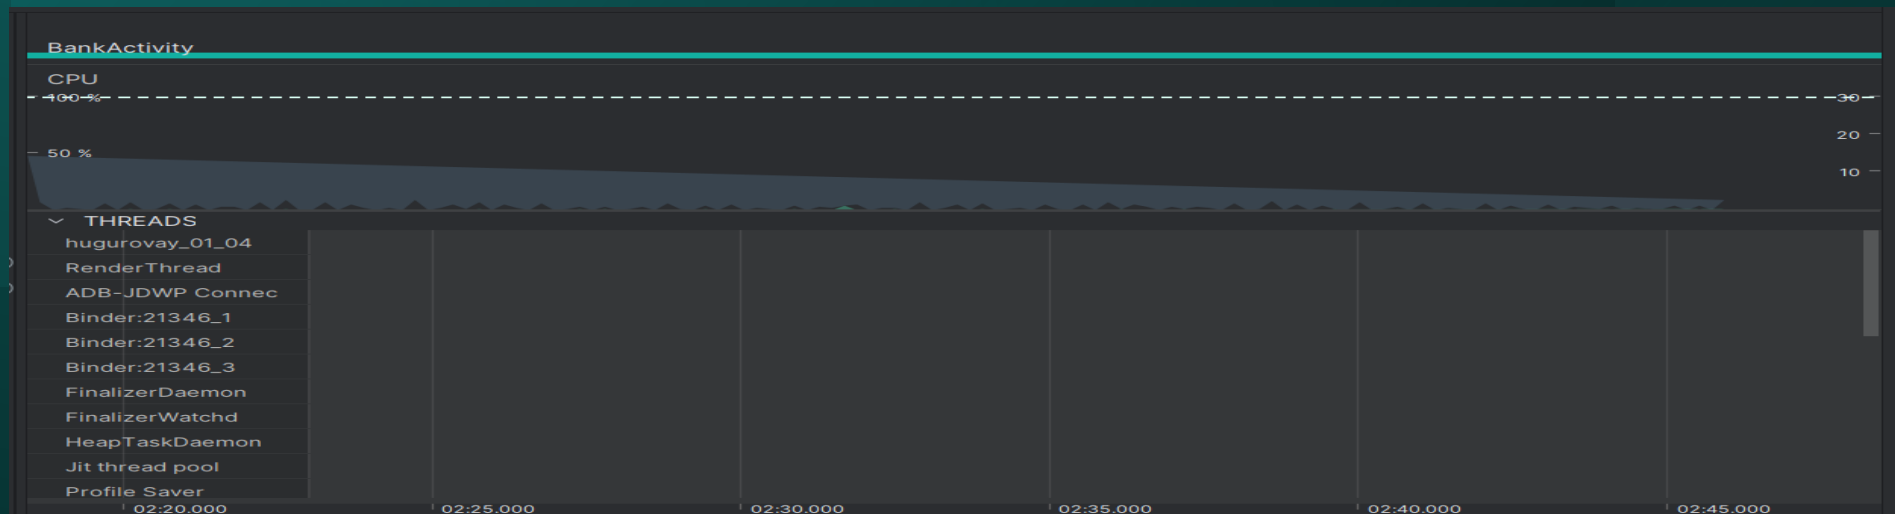 BankActivity
CPU
100 %
30
20
50 %
10
THREADS
hugurovay_01_04
RenderThread
ADB-JDWP Connec
Binder:21346_1
Binder:21346_2
Binder:21346_3
FinalizerDaemon
FinalizerWatchd
HeapTaskDaemon
Jit thread pool
Profile Saver
02:20.000 02:25.000 02:30.000 02:35.000 02:40.000 02:45.000